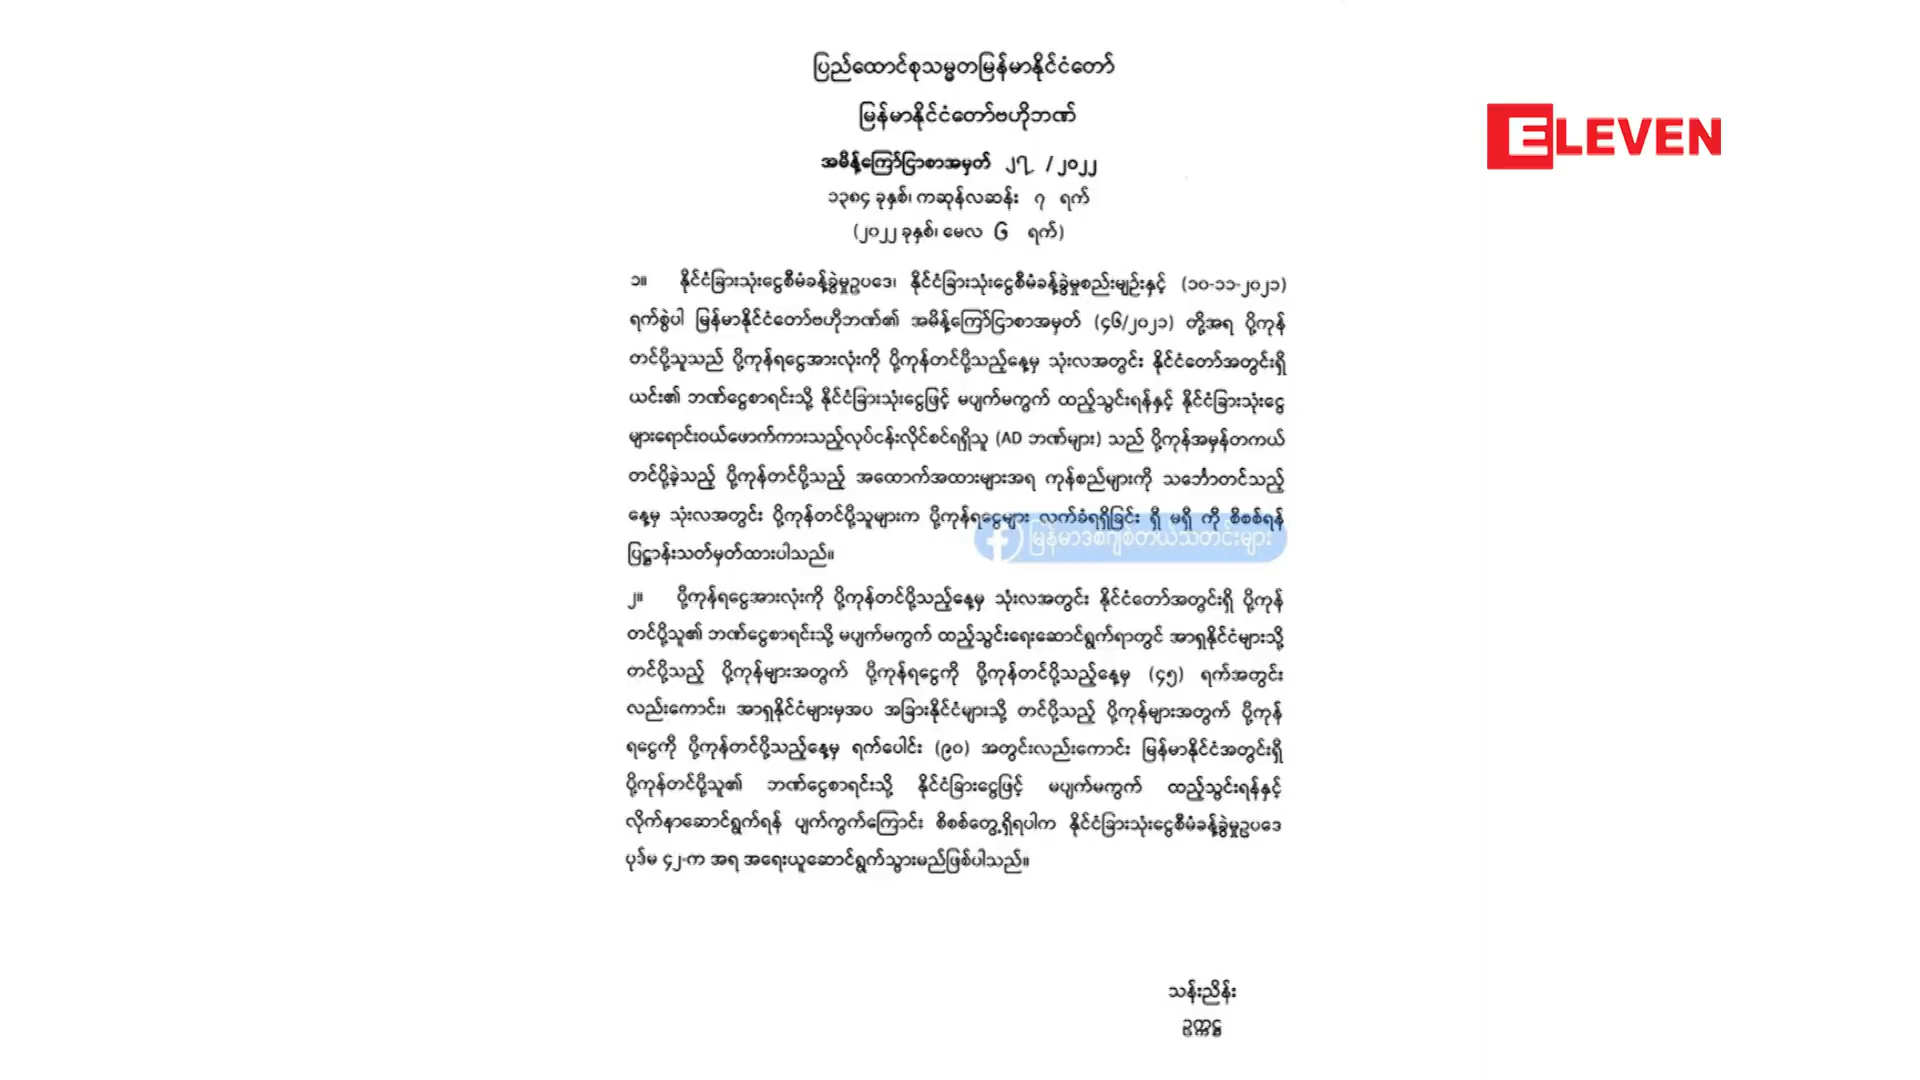 ပြည်ထောင်စုသမ္မတမြန်မာနိုင်ငံတော်
မြန်မာနိုင်ငံတော်ဗဟိုဘဏ်
ELEVEN
အမိန့်ကြော်ငြာစာအမှတ် ၂၇ /၂၀၂၂
၁၃၈၄ ခုနှစ်၊ ကဆုန်လဆန်း ၇ ရက်
(၂၀၂၂ ခုနှစ်၊ မေလ ၆ ရက်)
၁။ နိုင်ငံခြားသုံးငွေစီမံခန့်ခွဲမှုဥပဒေ၊ နိုင်ငံခြားသုံးငွေစီမံခန့်ခွဲမှုစည်းမျဉ်းနှင့် (၁၀-၁၁-၂၀၂၁)
ရက်စွဲပါ မြန်မာနိုင်ငံတော်ဗဟိုဘဏ်၏ အမိန့်ကြော်ငြာစာအမှတ် (၄၆/၂၀၂၁) တို့အရ ပို့ကုန်
တင်ပို့သူသည် ပို့ကုန်ရငွေအားလုံးကို ပို့ကုန်တင်ပို့သည့်နေ့မှ သုံးလအတွင်း နိုင်ငံတော်အတွင်းရှိ
ယင်း၏ ဘဏ်ငွေစာရင်းသို့ နိုင်ငံခြားသုံးငွေဖြင့် မပျက်မကွက် ထည့်သွင်းရန်နှင့် နိုင်ငံခြားသုံးငွေ
များရောင်းဝယ်ဖောက်ကားသည့်လုပ်ငန်းလိုင်စင်ရရှိသူ (AD ဘဏ်များ) သည် ပို့ကုန်အမှန်တကယ်
တင်ပို့ခဲ့သည့် ပို့ကုန်တင်ပို့သည့် အထောက်အထားများအရ ကုန်စည်များကို သင်္ဘောတင်သည့်
နေ့မှ သုံးလအတွင်း ပို့ကုန်တင်ပို့သူများက ပို့ကုန်ရငွေများ လက်ခံရရှိခြင်း ရှိ မရှိ ကို စိစစ်ရန်
မြန်မာဒစ်ဂျစ်တယ်သတင်းများ
ပြဋ္ဌာန်းသတ်မှတ်ထားပါသည်။
၂။ ပို့ကုန်ရငွေအားလုံးကို ပို့ကုန်တင်ပို့သည့်နေ့မှ သုံးလအတွင်း နိုင်ငံတော်အတွင်းရှိ ပို့ကုန်
တင်ပို့သူ၏ ဘဏ်ငွေစာရင်းသို့ မပျက်မကွက် ထည့်သွင်းရေးဆောင်ရွက်ရာတွင် အာရှနိုင်ငံများသို့
တင်ပို့သည့် ပို့ကုန်များအတွက် ပို့ကုန်ရငွေကို ပို့ကုန်တင်ပို့သည့်နေ့မှ (၄၅) ရက်အတွင်း
လည်းကောင်း၊ အာရှနိုင်ငံများမှအပ အခြားနိုင်ငံများသို့ တင်ပို့သည့် ပို့ကုန်များအတွက် ပို့ကုန်
ရငွေကို ပို့ကုန်တင်ပို့သည့်နေ့မှ ရက်ပေါင်း (၉၀) အတွင်းလည်းကောင်း မြန်မာနိုင်ငံအတွင်းရှိ
ပို့ကုန်တင်ပို့သူ၏ ဘဏ်ငွေစာရင်းသို့ နိုင်ငံခြားငွေဖြင့် မပျက်မကွက် ထည့်သွင်းရန်နှင့်
လိုက်နာဆောင်ရွက်ရန် ပျက်ကွက်ကြောင်း စိစစ်တွေ့ရှိရပါက နိုင်ငံခြားသုံးငွေစီမံခန့်ခွဲမှုဥပဒေ
ပုဒ်မ ၄၂-က အရ အရေးယူဆောင်ရွက်သွားမည်ဖြစ်ပါသည်။
သန်းညိန်း
ဥက္ကဋ္ဌ